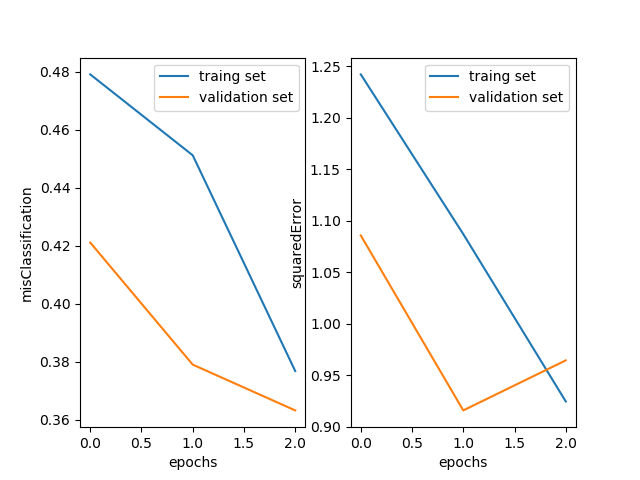 traing set
validation set
misClassification
0.48
0.46
0.44
0.42
0.40
0.38
0.36
0.0 0.5 1.0 1.5 2.0
epochs
traing set
validation set
squaredError
1.25
1.20
1.15
1.10
1.05
1.00
0.95
0.90
0.0 0.5 1.0 1.5 2.0
epochs